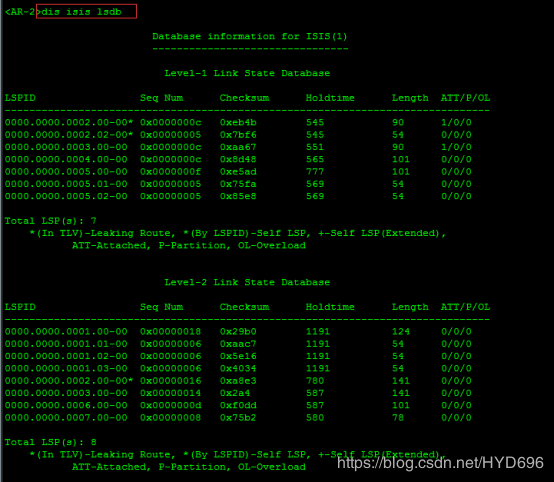 <AR-2>dis isis lsdb
Database information for ISIS(1)
--------------------------------
Level-1 Link State Database
LSPID Seq Num Checksum Holdtime Length ATT/P/OL
-------------------------------------------------------------------------
0000.0000.0002.00-00* 0x0000000c 0xeb4b 545 90 1/0/0
0000.0000.0002.02-00* 0x00000005 0x7bf6 545 54 0/0/0
0000.0000.0003.00-00 0x0000000c 0xaa67 551 90 1/0/0
0000.0000.0004.00-00 0x0000000c 0x8d48 565 101 0/0/0
0000.0000.0005.00-00 0x0000000f 0xe5ad 777 101 0/0/0
0000.0000.0005.01-00 0x00000005 0x75fa 569 54 0/0/0
0000.0000.0005.02-00 0x00000005 0x85e8 569 54 0/0/0
Total LSP(s): 7
*(In TLV)-Leaking Route, *(By LSPID)-Self LSP, +-Self LSP(Extended),
ATT-Attached, P-Partition, OL-Overload
Level-2 Link State Database
LSPID Seq Num Checksum Holdtime Length ATT/P/OL
-------------------------------------------------------------------------
0000.0000.0001.00-00 0x00000018 0x29b0 1191 124 0/0/0
0000.0000.0001.01-00 0x00000006 0xaac7 1191 54 0/0/0
0000.0000.0001.02-00 0x00000006 0x5e16 1191 54 0/0/0
0000.0000.0001.03-00 0x00000006 0x4034 1191 54 0/0/0
0000.0000.0002.00-00* 0x00000016 0xa8e3 780 141 0/0/0
0000.0000.0003.00-00 0x00000014 0x2a4 587 141 0/0/0
0000.0000.0006.00-00 0x0000000d 0xf0dd 587 101 0/0/0
0000.0000.0007.00-00 0x00000008 0x75b2 580 78 0/0/0
Total LSP(s): 8
*(In TLV)-Leaking Route, *(By LSPID)-Self LSP, +-Self LSP(Extended),
ATT-Attached, P-Partition, OL-Overload
https://blog.csdn.net/HYD696